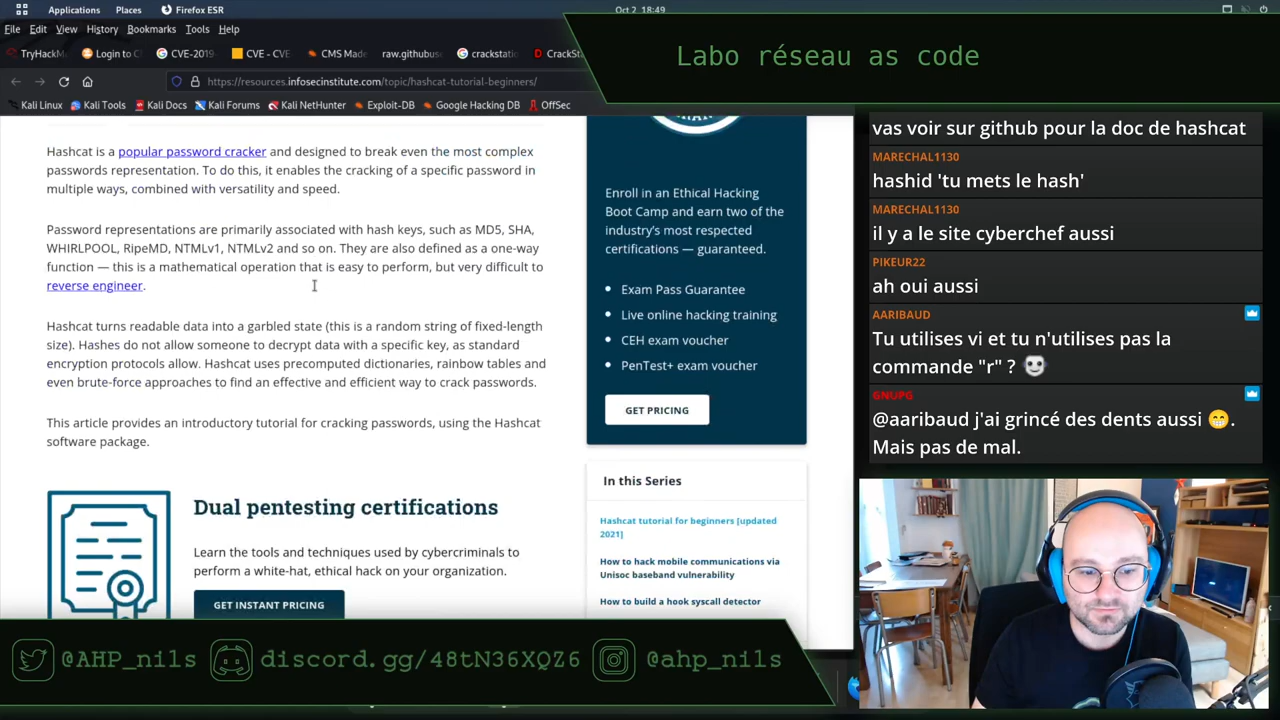 Applications Places Firefox ESR
Oct 2 18:49
File Edit View History Bookmarks Tools Help
Labo réseau as code
TryHackM Login to C CVE-2019- CVE - CVE CMS Made raw.githubus crackstatio CrackSt
https://resources.infosecinstitute.com/topic/hashcat-tutorial-beginners/
Kali Linux Kali Tools Kali Docs Kali Forums Kali NetHunter Exploit-DB Google Hacking DB OffSec
Hashcat is a popular password cracker and designed to break even the most complex
passwords representation. To do this, it enables the cracking of a specific password in
multiple ways, combined with versatility and speed.
Password representations are primarily associated with hash keys, such as MD5, SHA,
WHIRLPOOL, RipeMD, NTMLv1, NTMLv2 and so on. They are also defined as a one-way
function — this is a mathematical operation that is easy to perform, but very difficult to
reverse engineer.
Hashcat turns readable data into a garbled state (this is a random string of fixed-length
size). Hashes do not allow someone to decrypt data with a specific key, as standard
encryption protocols allow. Hashcat uses precomputed dictionaries, rainbow tables and
even brute-force approaches to find an effective and efficient way to crack passwords.
This article provides an introductory tutorial for cracking passwords, using the Hashcat
software package.
Dual pentesting certifications
Learn the tools and techniques used by cybercriminals to
perform a white-hat, ethical hack on your organization.
GET INSTANT PRICING
Enroll in an Ethical Hacking
Boot Camp and earn two of the
industry's most respected
certifications — guaranteed.
Exam Pass Guarantee
Live online hacking training
CEH exam voucher
PenTest+ exam voucher
GET PRICING
In this Series
Hashcat tutorial for beginners [updated
2021]
How to hack mobile communications via
Unisoc baseband vulnerability
How to build a hook syscall detector
vas voir sur github pour la doc de hashcat
MARECHAL1130
hashid 'tu mets le hash'
MARECHAL1130
il y a le site cyberchef aussi
PIKEUR22
ah oui aussi
AARIBAUD
Tu utilises vi et tu n'utilises pas la
commande "r" ?
GNUPG
@aaribaud j'ai grincé des dents aussi 😁.
Mais pas de mal.
@AHP_nils discord.gg/48tN36XQZ6 @ahp_nils